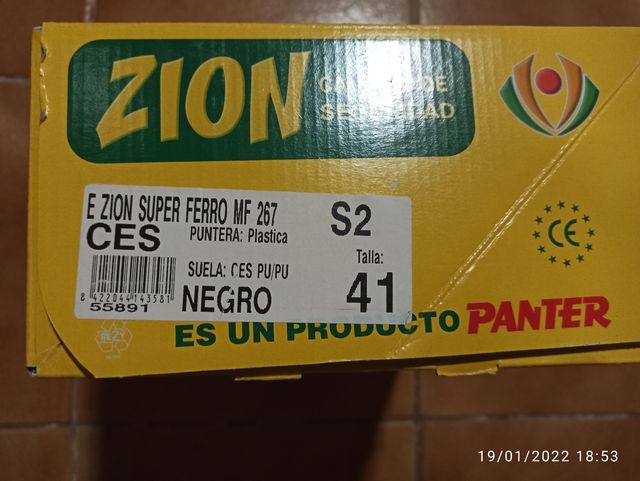 ZION
CALZADO DE
SEGURIDAD
E ZION SUPER FERRO MF 267
S2
CES
PUNTERA: Plastica
Talla:
SUELA: CES PU/PU
41
NEGRO
8 422044 143581
55891
CE
ES UN PRODUCTO PANTER
19/01/2022 18:53